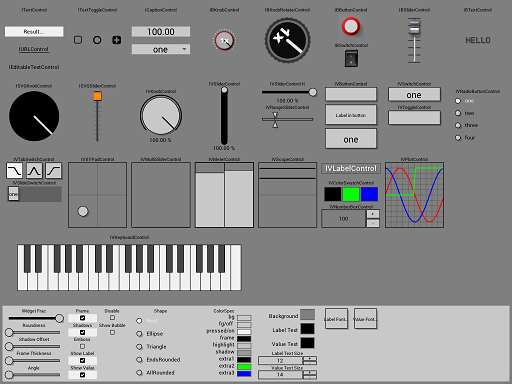 ITextControl
ITextToggleControl
ICaptionControl
IBKnobControl
IBKnobRotaterControl
IBButtonControl
IBSliderControl
IBTextControl
Result...
100.00
one
HELLO
IURLControl
IBSwitchControl
IEditableTextControl
ISVGKnobControl
ISVGSliderControl
IVKnobControl
IVSliderControl
IVSliderControlH
IVButtonControl
IVSwitchControl
IVRadioButtonControl
100.00 %
IVRangeSliderControl
Label in button
one
IVToggleControl
one
two
three
four
100.00 %
100.00 %
one
IVTabSwitchControl
IVXYPadControl
IVMultiSliderControl
IVMeterControl
IVScopeControl
IVLabelControl
IVPlotControl
IVColorSwatchControl
IVSlideSwitchControl
one
IVNumberBoxControl
100
+
-
IVKeyboardControl
Widget Frac
Frame
Disable
Shape
ColorSpec
Background
Label Font...
Value Font...
Roundness
Shadows
Show Bubble
Ellipse
Triangle
EndsRounded
AllRounded
bg
fg/off
pressed/on
frame
highlight
shadow
extra1
extra2
extra3
Shadow Offset
Emboss
Label Text
Frame Thickness
Show Label
Value Text
Angle
Show Value
Label Text Size
12
+
-
Value Text Size
14
+
-